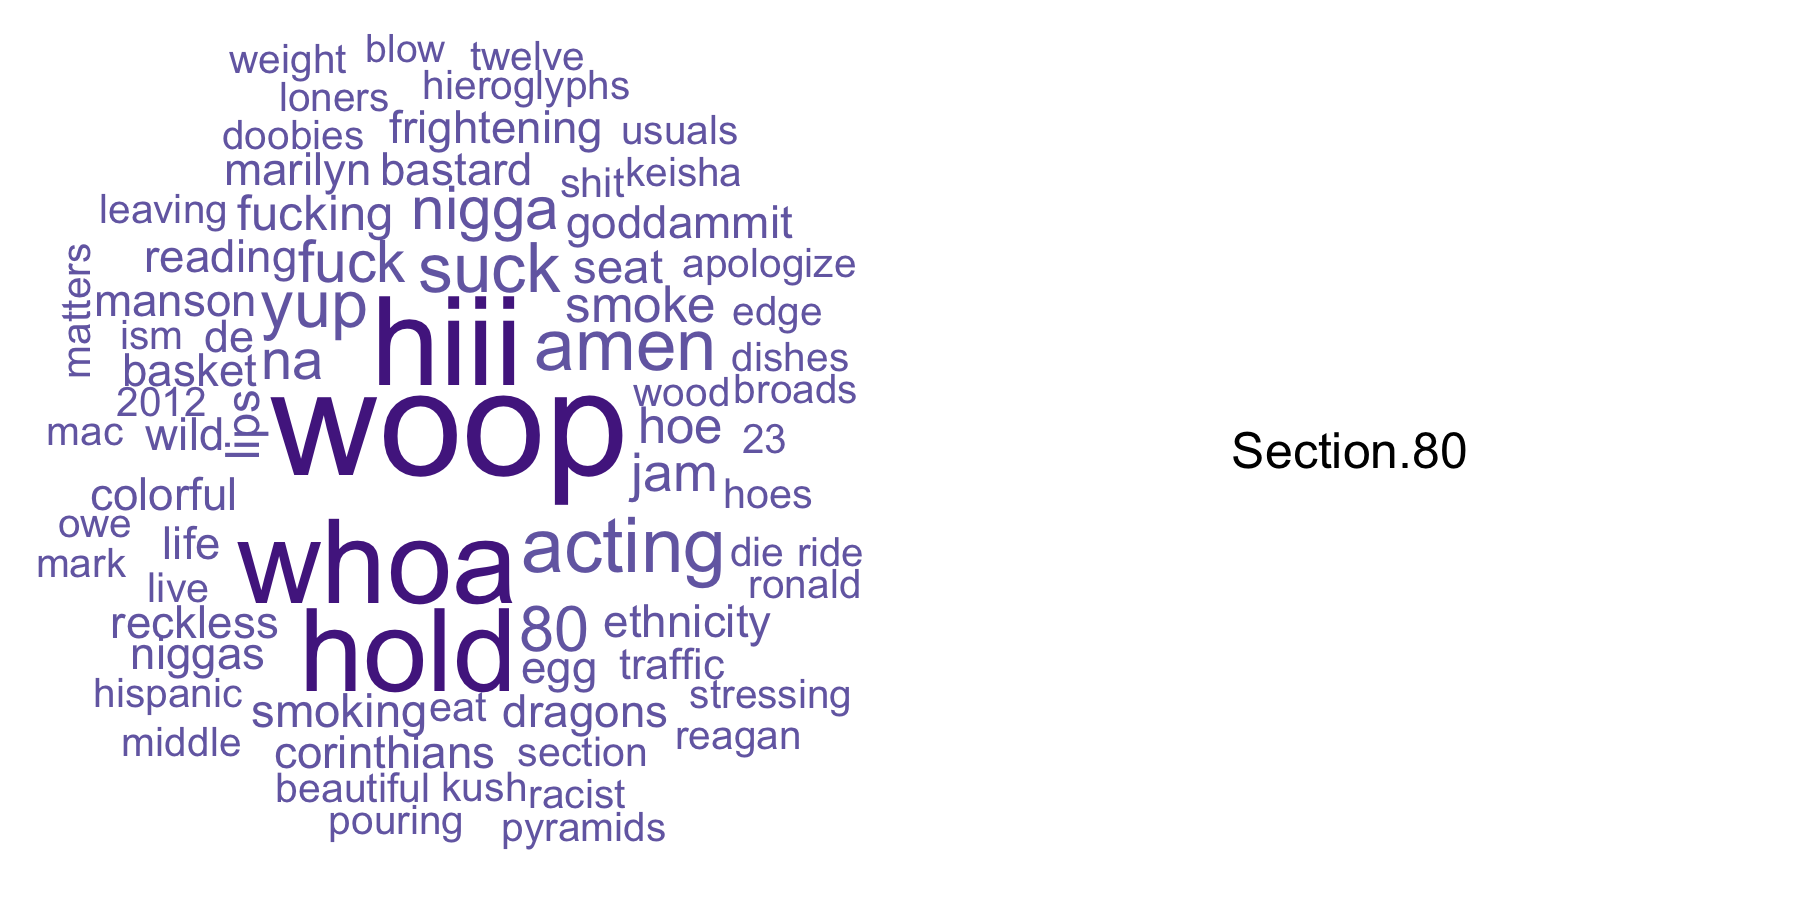 weight blow twelve
loners hieroglyphs
doobies frightening usuals
marilyn bastard shit keisha
leaving fucking nigga goddammit
reading fuck suck seat apologize
matters manson yup hiii smoke edge
ism de na amen dishes
basket wood broads
2012 lips woop hoe 23
mac wild jam hoes
Section.80
colorful
owe life whoa acting die ride
mark live ronald
reckless hold 80 ethnicity
niggas egg traffic
hispanic smoking eat dragons stressing
middle corinthians section reagan
beautiful kush racist
pouring pyramids